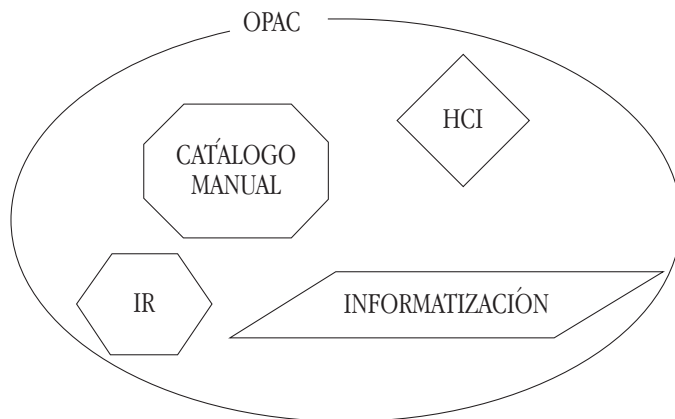 OPAC
HCI
CATÁLOGO
MANUAL
IR
INFORMATIZACIÓN